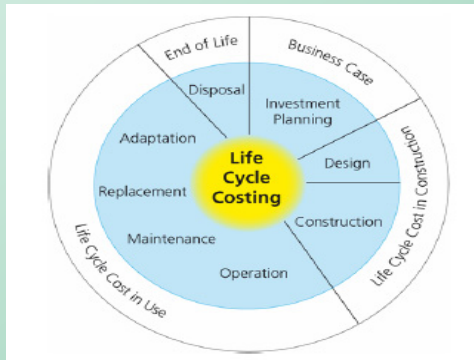 End of Life
Business Case
Disposal
Investment
Planning
Adaptation
Life
Cycle
Costing
Design
Life Cycle Cost in Construction
Replacement
Construction
Maintenance
Operation
Life Cycle Cost in Use